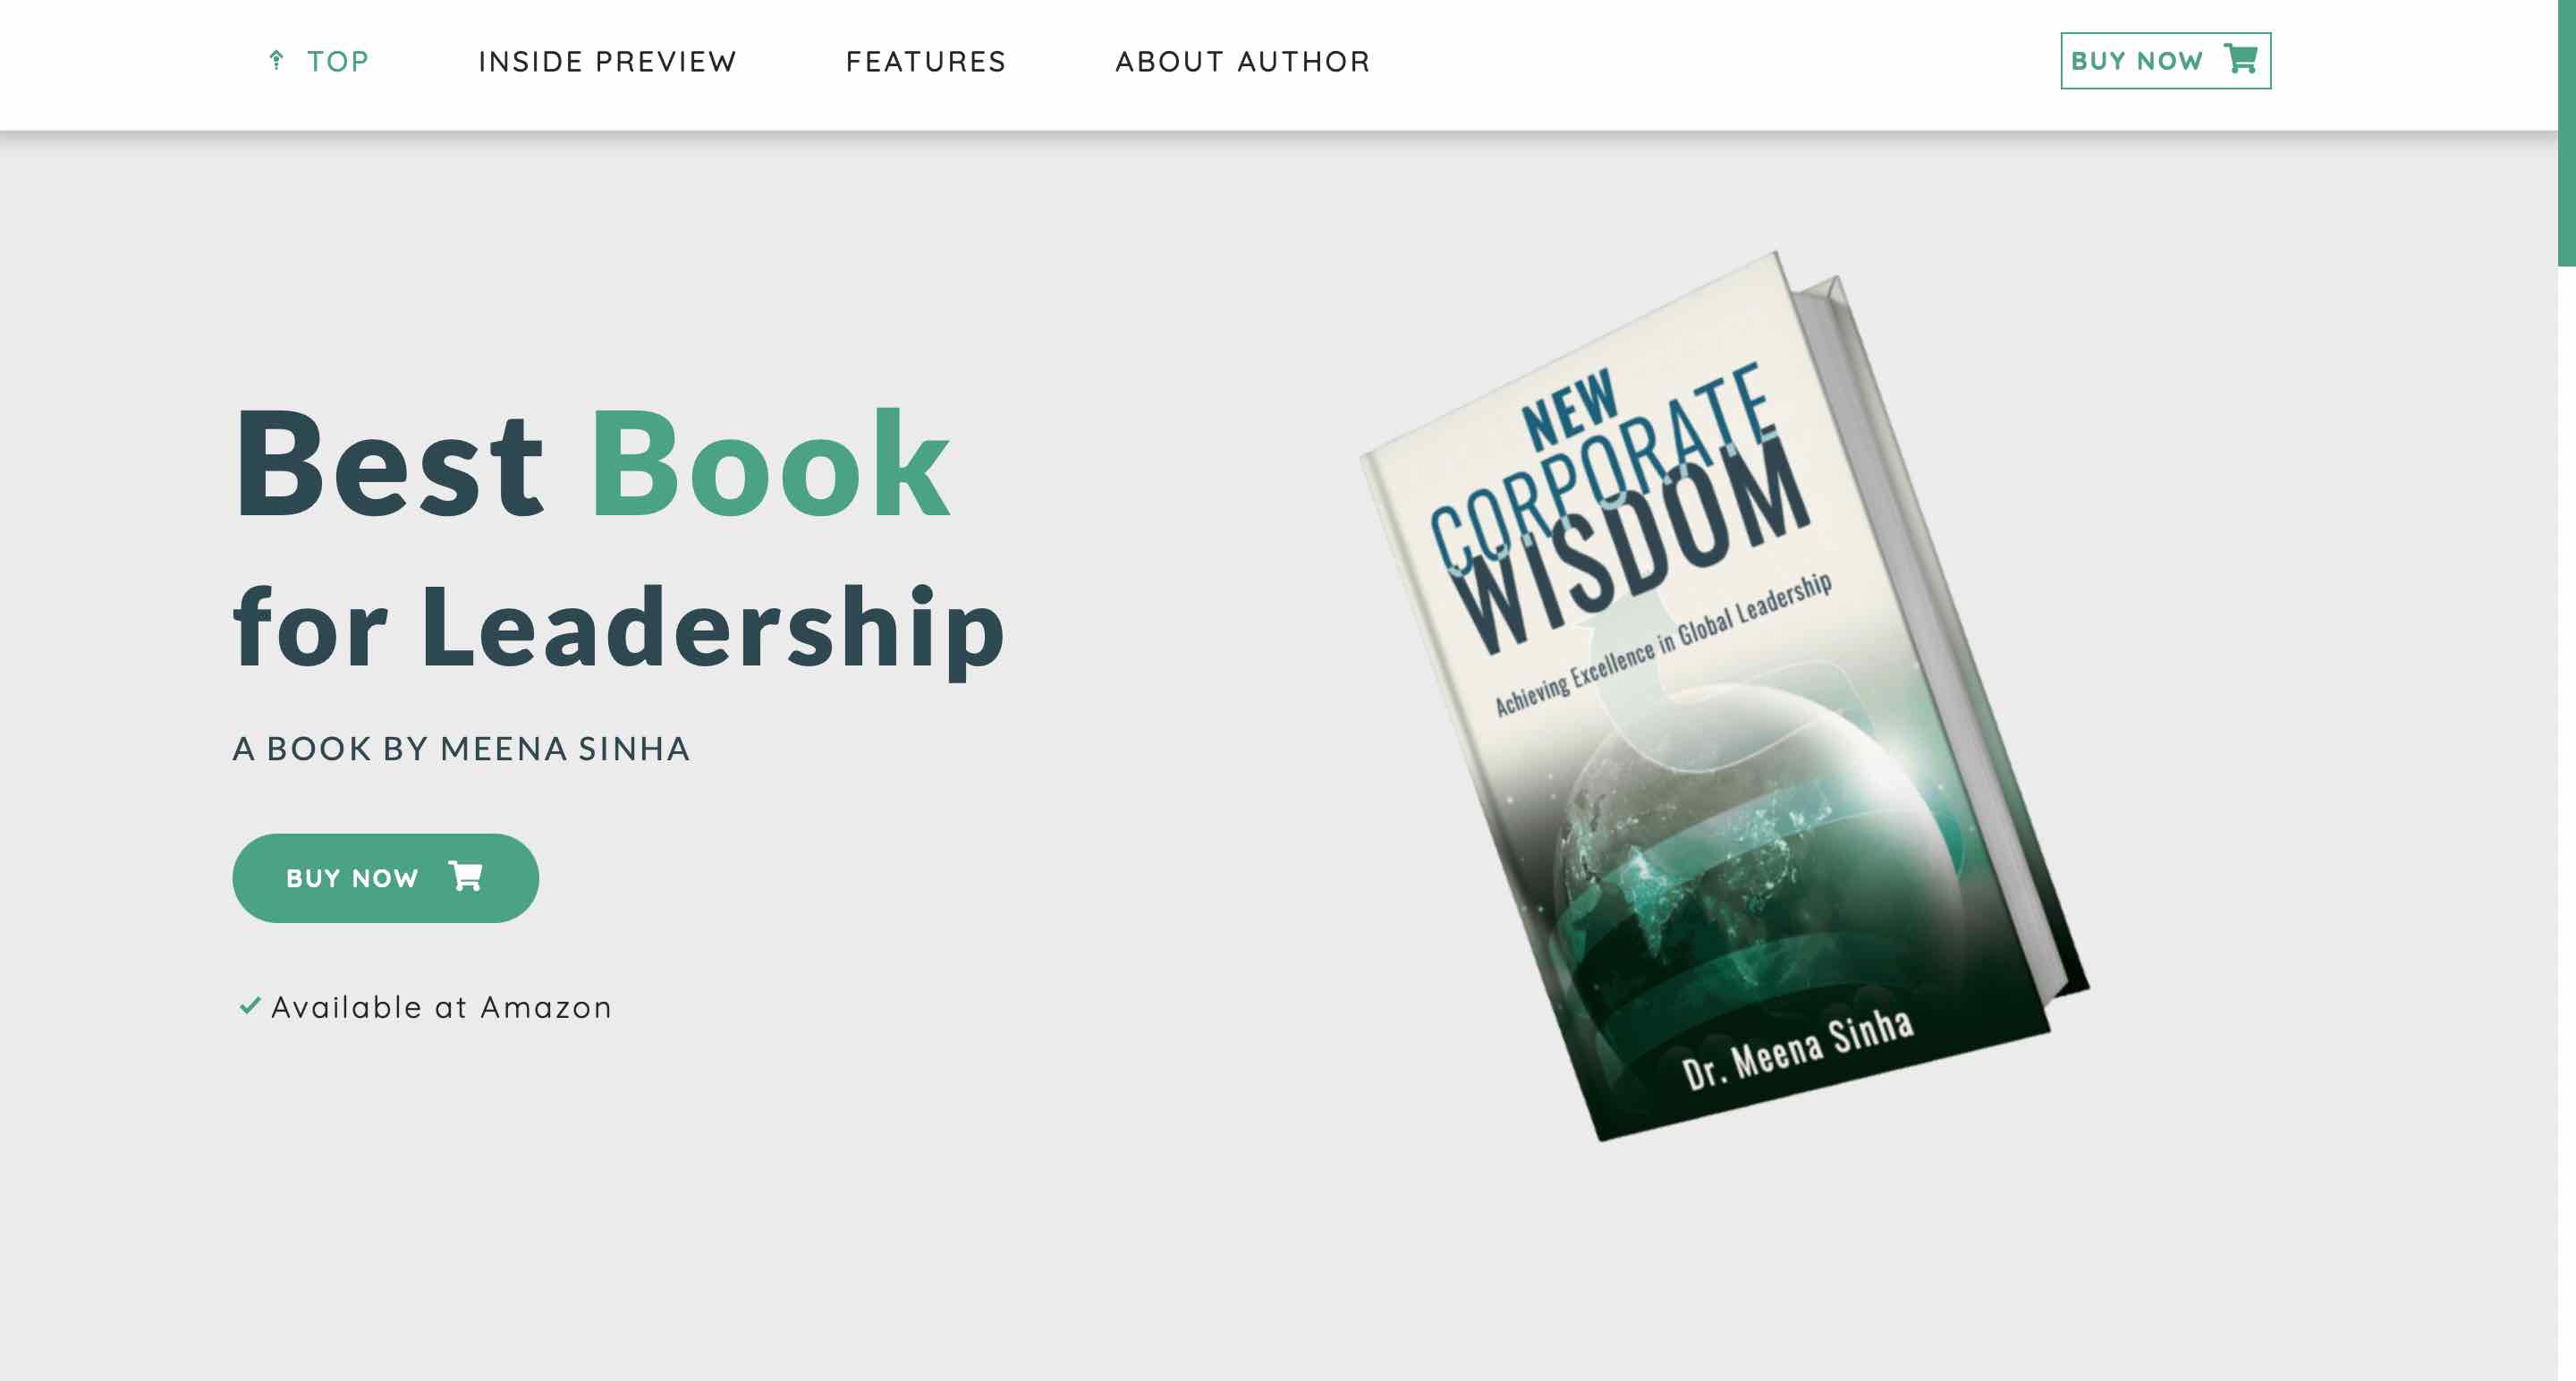 TOP
INSIDE PREVIEW
FEATURES
ABOUT AUTHOR
BUY NOW
Best Book
for Leadership
A BOOK BY MEENA SINHA
BUY NOW
Available at Amazon
NEW
CORPORATE
WISDOM
Achieving Excellence in Global Leadership
Dr. Meena Sinha